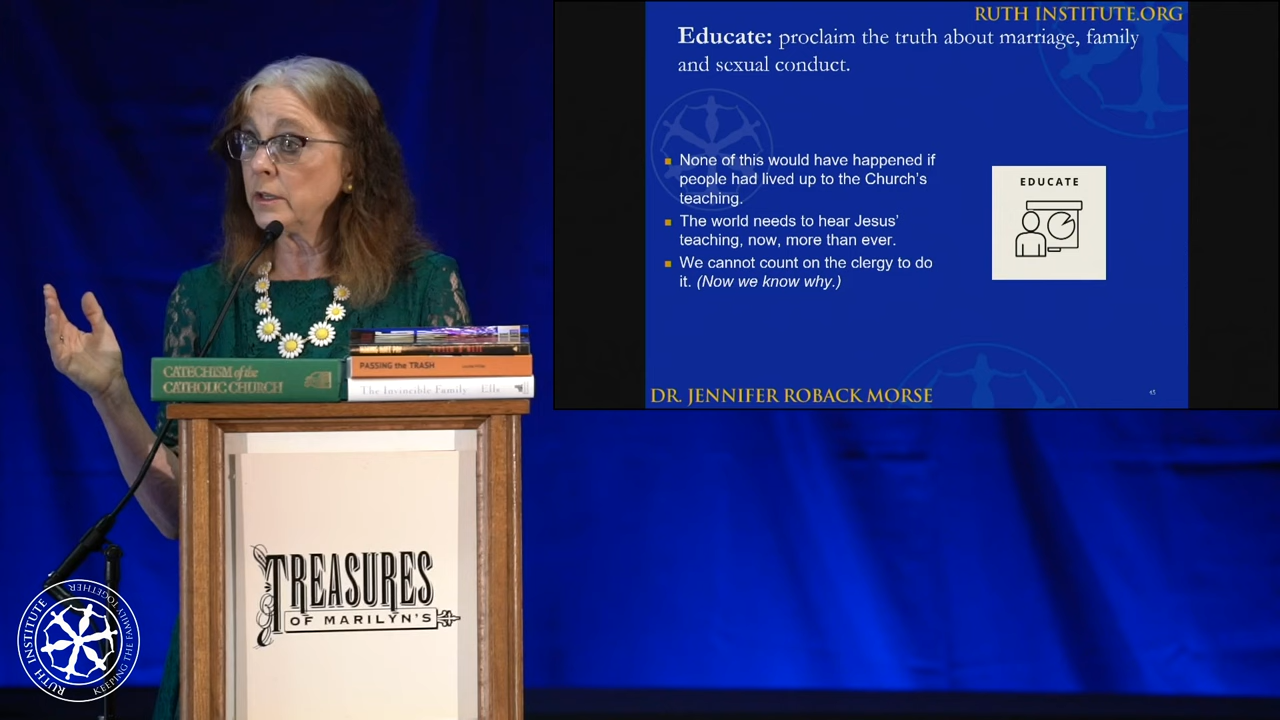 RUTH INSTITUTE.ORG
Educate: proclaim the truth about marriage, family
and sexual conduct.
None of this would have happened if
people had lived up to the Church's
teaching.
The world needs to hear Jesus'
teaching, now, more than ever.
We cannot count on the clergy to do
it. (Now we know why.)
EDUCATE
DR. JENNIFER ROBACK MORSE
45
CATECHISM of the
CATHOLIC CHURCH
PASSING the TRASH
The Invincible Family Ells
TREASURES
OF MARILYN'S
RUTH INSTITUTE
KEEPING THE FAMILY TOGETHER